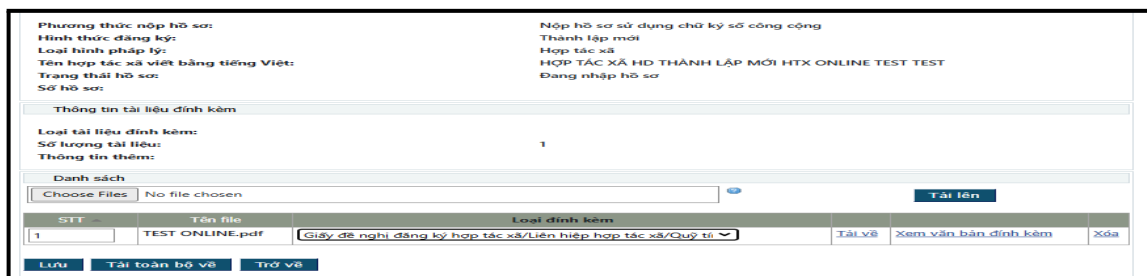 Phương thức nộp hồ sơ: Nộp hồ sơ sử dụng chữ ký số công cộng
Hình thức đăng ký: Thành lập mới
Loại hình pháp lý: Hợp tác xã
Tên hợp tác xã viết bằng tiếng Việt: HỢP TÁC XÃ HD THÀNH LẬP MỚI HTX ONLINE TEST TEST
Trạng thái hồ sơ: Đang nhập hồ sơ
Số hồ sơ:
Thông tin tài liệu đính kèm
Loại tài liệu đính kèm:
Số lượng tài liệu: 1
Thông tin thêm:
Danh sách
Choose Files No file chosen Tải lên
STT Tên file Loại đính kèm
1 TEST ONLINE.pdf Giấy đề nghị đăng ký hợp tác xã/Liên hiệp hợp tác xã/Quỹ tí Tải về Xem văn bản đính kèm Xóa
Lưu Tải toàn bộ về Trở về